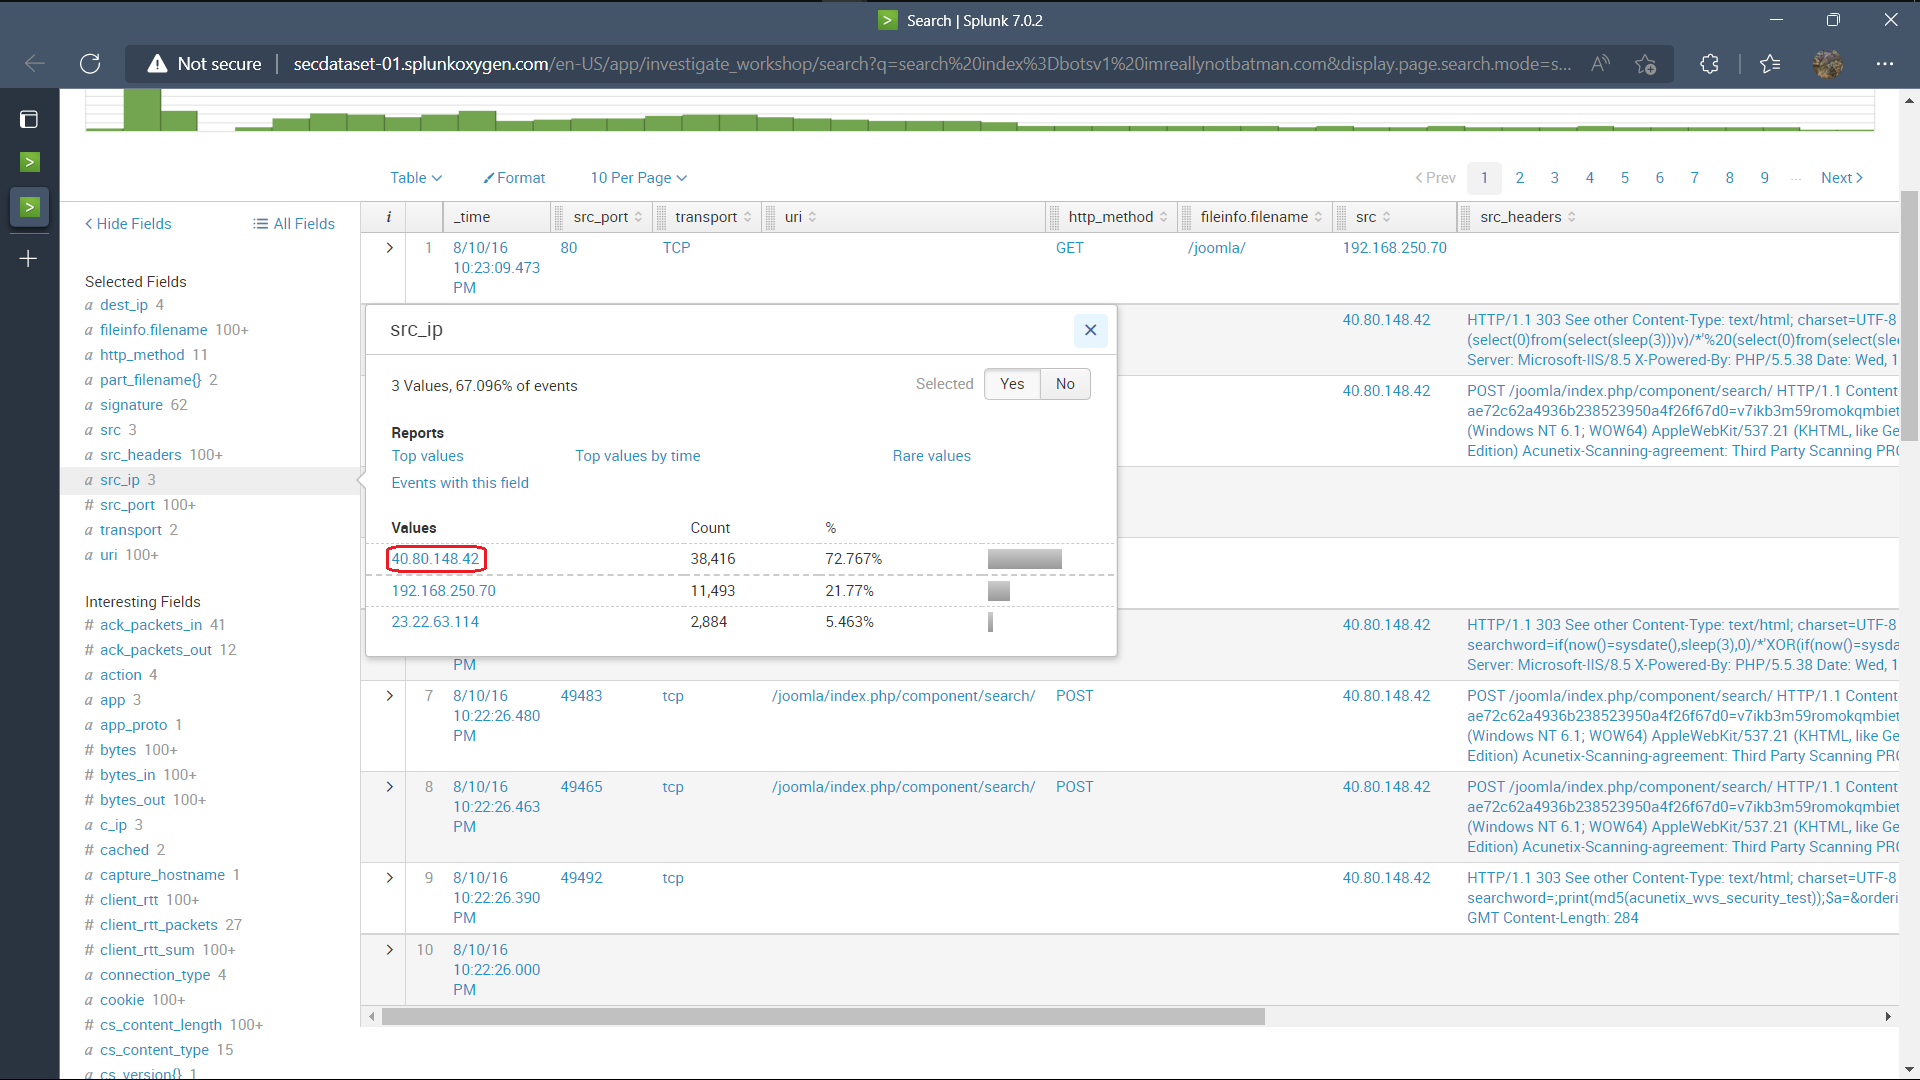 Search | Splunk 7.0.2
Not secure
secdataset-01.splunkoxygen.com/en-US/app/investigate_workshop/search?q=search%20index%3Dbotsv1%20imreallynotbatman.com&display.page.search.mode=s...
Table
Format
10 Per Page
Prev 1 2 3 4 5 6 7 8 9 ... Next
Hide Fields
All Fields
i _time src_port transport uri http_method fileinfo.filename src src_headers
Selected Fields
a dest_ip 4
a fileinfo.filename 100+
a http_method 11
a part_filename{} 2
a signature 62
a src 3
a src_headers 100+
a src_ip 3
# src_port 100+
a transport 2
a uri 100+
Interesting Fields
# ack_packets_in 41
# ack_packets_out 12
a action 4
a app 3
a app_proto 1
# bytes 100+
# bytes_in 100+
# bytes_out 100+
a c_ip 3
# cached 2
a capture_hostname 1
# client_rtt 100+
# client_rtt_packets 27
# client_rtt_sum 100+
a connection_type 4
a cookie 100+
# cs_content_length 100+
a cs_content_type 15
a cs_version{} 1
1 8/10/16 80 TCP GET /joomla/ 192.168.250.70
10:23:09.473
PM
src_ip
3 Values, 67.096% of events
Selected Yes No
Reports
Top values Top values by time Rare values
Events with this field
Values Count %
40.80.148.42 38,416 72.767%
192.168.250.70 11,493 21.77%
23.22.63.114 2,884 5.463%
40.80.148.42 HTTP/1.1 303 See other Content-Type: text/html; charset=UTF-8
(select(0)from(select(sleep(3)))v)/*'%20(select(0)from(select(sle
Server: Microsoft-IIS/8.5 X-Powered-By: PHP/5.5.38 Date: Wed, 1
40.80.148.42 POST /joomla/index.php/component/search/ HTTP/1.1 Content-
ae72c62a4936b238523950a4f26f67d0=v7ikb3m59romokqmbiet
(Windows NT 6.1; WOW64) AppleWebKit/537.21 (KHTML, like Ge
Edition) Acunetix-Scanning-agreement: Third Party Scanning PRO
40.80.148.42 HTTP/1.1 303 See other Content-Type: text/html; charset=UTF-8
searchword=if(now()=sysdate(),sleep(3),0)/*'XOR(if(now()=sysda
PM Server: Microsoft-IIS/8.5 X-Powered-By: PHP/5.5.38 Date: Wed, 1
7 8/10/16 49483 tcp /joomla/index.php/component/search/ POST 40.80.148.42 POST /joomla/index.php/component/search/ HTTP/1.1 Content-
10:22:26.480 ae72c62a4936b238523950a4f26f67d0=v7ikb3m59romokqmbiet
PM (Windows NT 6.1; WOW64) AppleWebKit/537.21 (KHTML, like Ge
Edition) Acunetix-Scanning-agreement: Third Party Scanning PRO
8 8/10/16 49465 tcp /joomla/index.php/component/search/ POST 40.80.148.42 POST /joomla/index.php/component/search/ HTTP/1.1 Content-
10:22:26.463 ae72c62a4936b238523950a4f26f67d0=v7ikb3m59romokqmbiet
PM (Windows NT 6.1; WOW64) AppleWebKit/537.21 (KHTML, like Ge
Edition) Acunetix-Scanning-agreement: Third Party Scanning PRO
9 8/10/16 49492 tcp 40.80.148.42 HTTP/1.1 303 See other Content-Type: text/html; charset=UTF-8
10:22:26.390 searchword=;print(md5(acunetix_wvs_security_test));$a=&orderi
PM GMT Content-Length: 284
10 8/10/16
10:22:26.000
PM